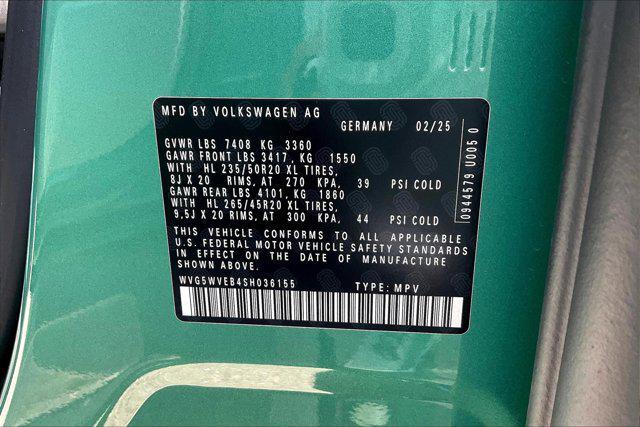 MFD BY VOLKSWAGEN AG
GERMANY 02/25
GVWR LBS 7408 KG 3360
GAWR FRONT LBS 3417, KG 1550
WITH HL 235/50R20 XL TIRES,
8J X 20 RIMS, AT 270 KPA, 39 PSI COLD
GAWR REAR LBS 4101, KG 1860
WITH HL 265/45R20 XL TIRES,
9,5J X 20 RIMS, AT 300 KPA, 44 PSI COLD
THIS VEHICLE CONFORMS TO ALL APPLICABLE
U.S. FEDERAL MOTOR VEHICLE SAFETY STANDARDS
IN EFFECT ON THE DATE OF MANUFACTURE
SHOWN ABOVE.
WVG5WVEB4SH036155 TYPE: MPV
0944579 U005 0